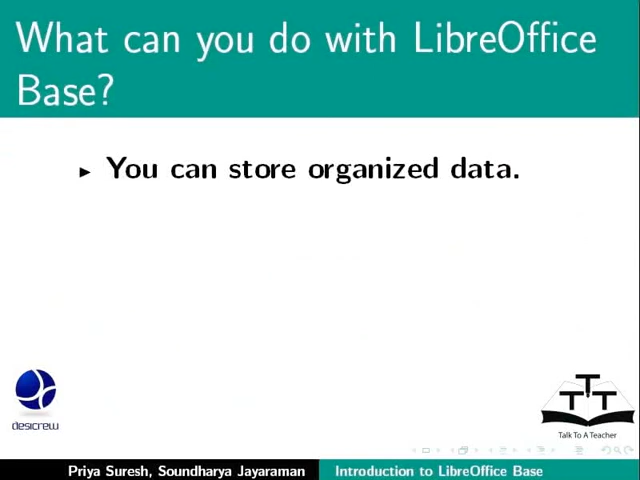 What can you do with LibreOffice
Base?
▶ You can store organized data.
desicrew
T T T
Talk To A Teacher
Priya Suresh, Soundharya Jayaraman Introduction to LibreOffice Base